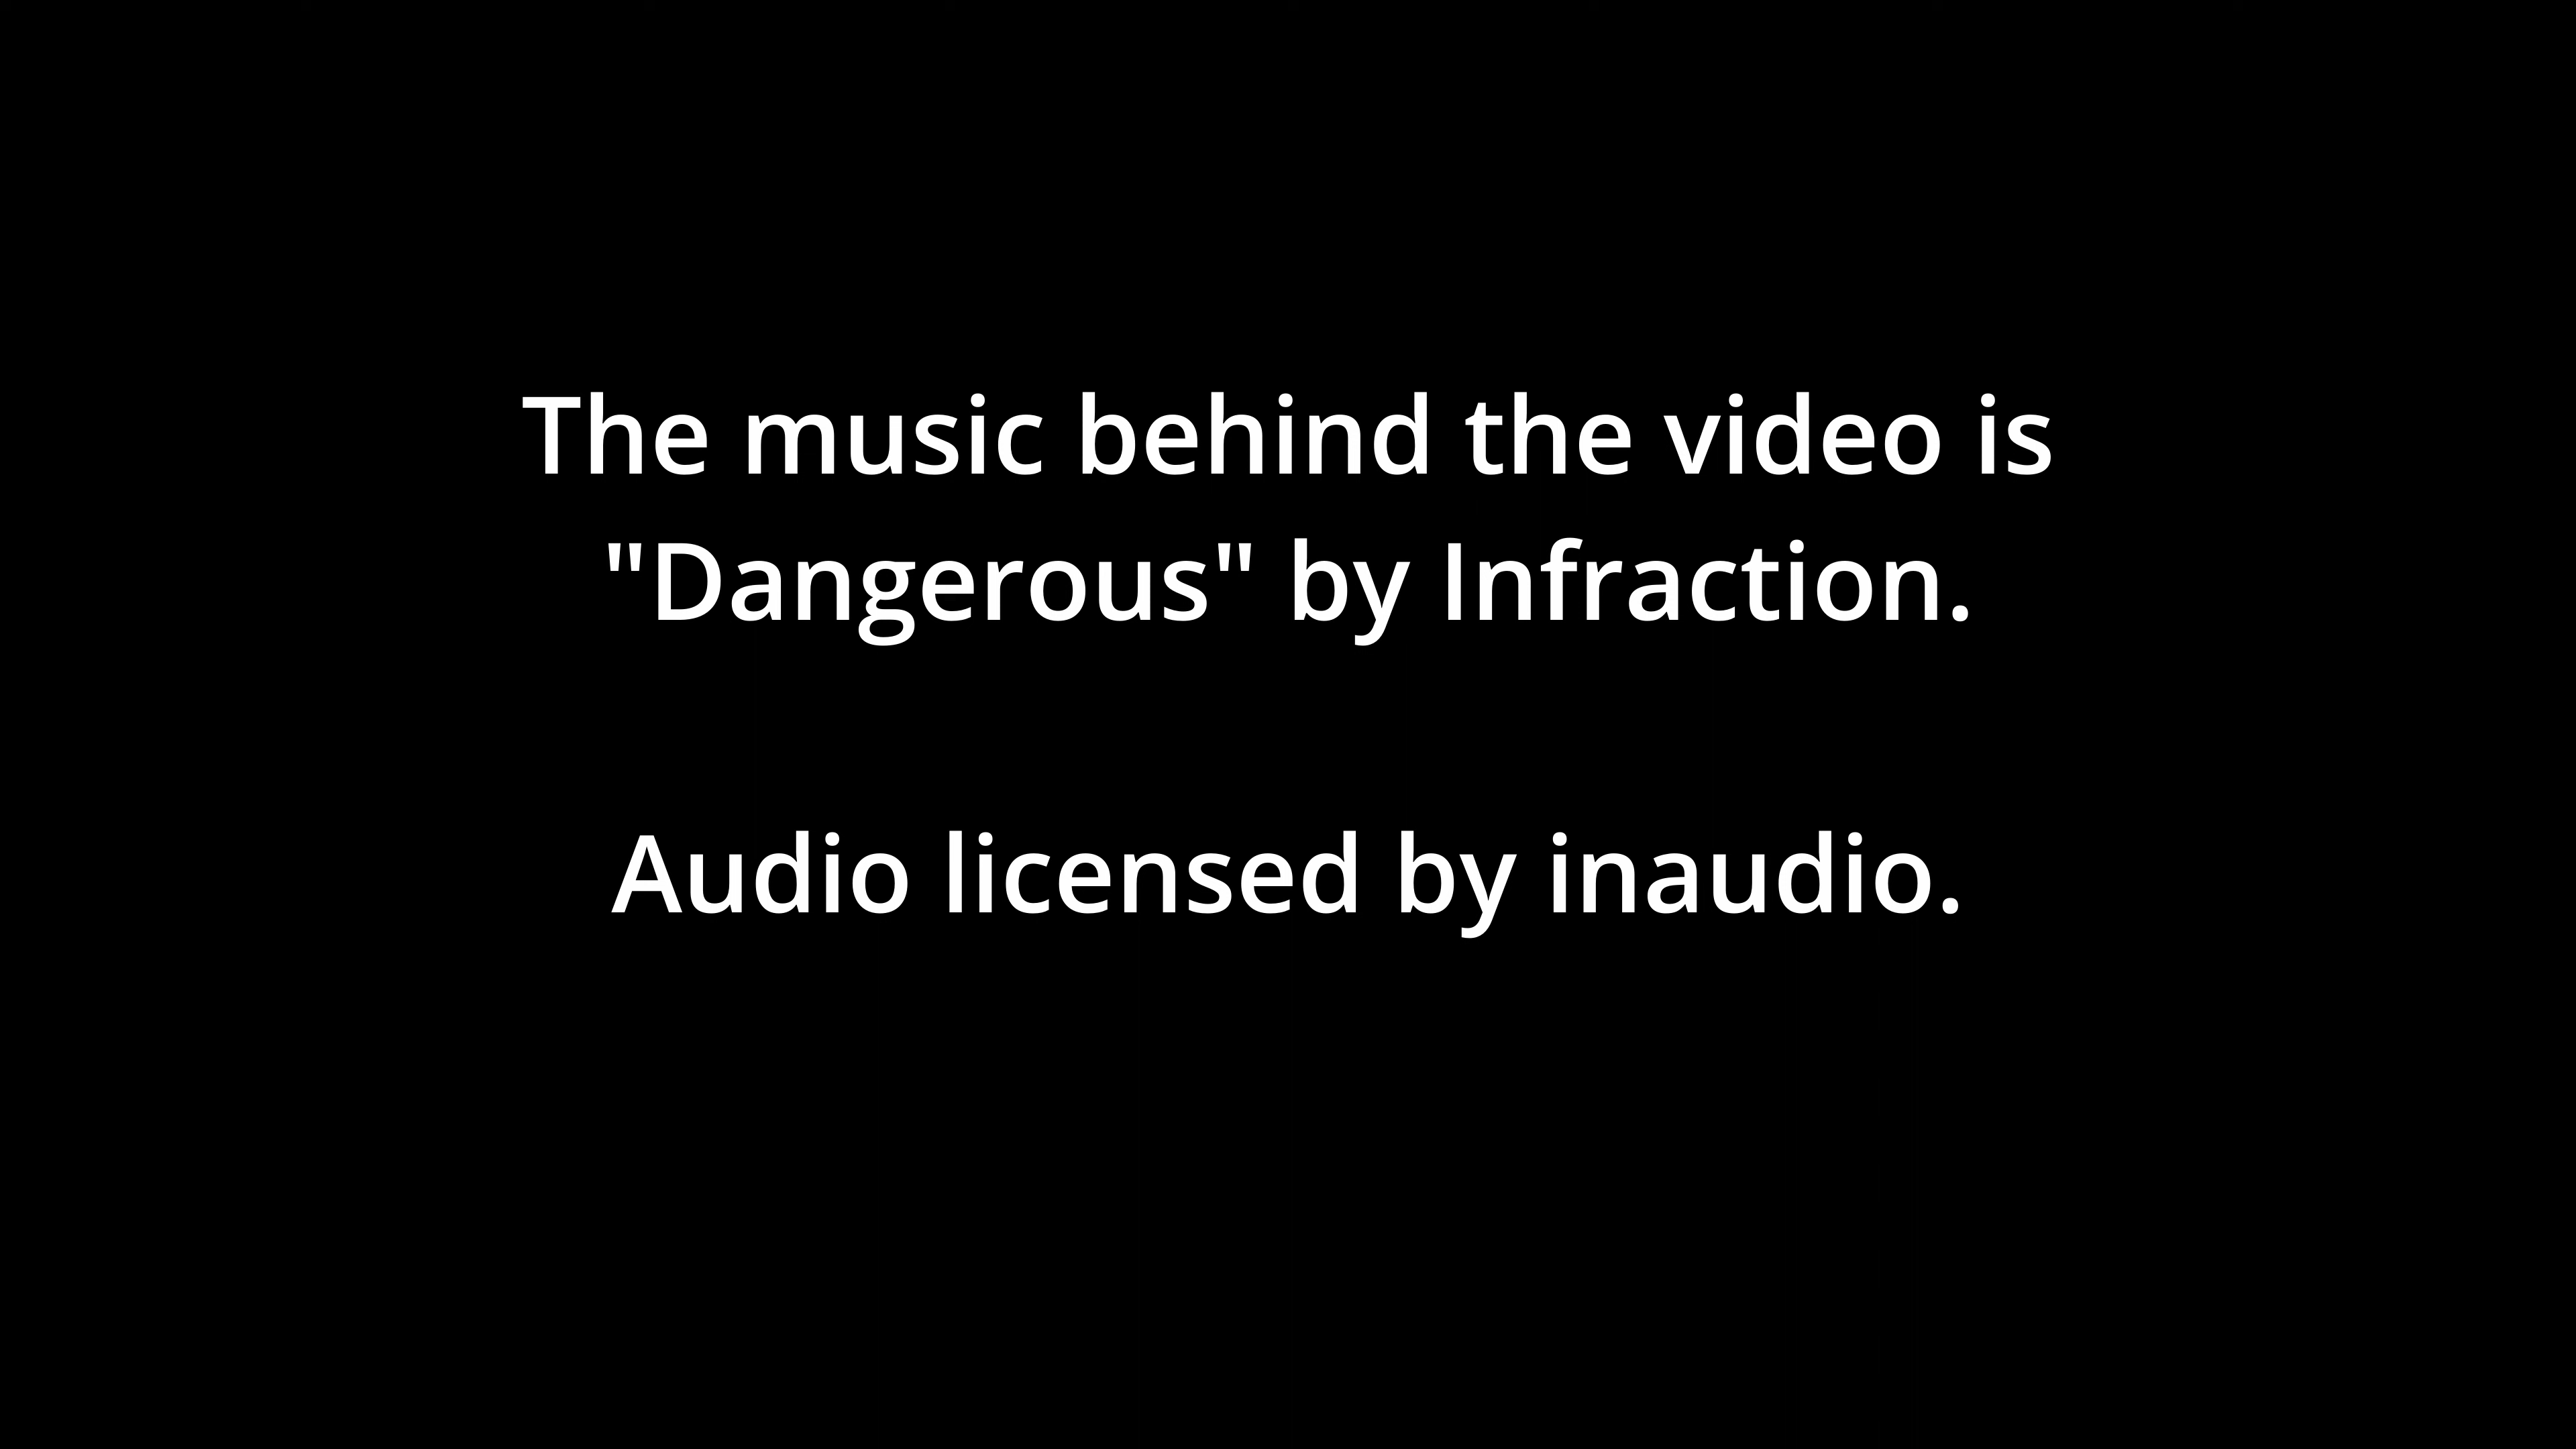 The music behind the video is
"Dangerous" by Infraction.
Audio licensed by inaudio.